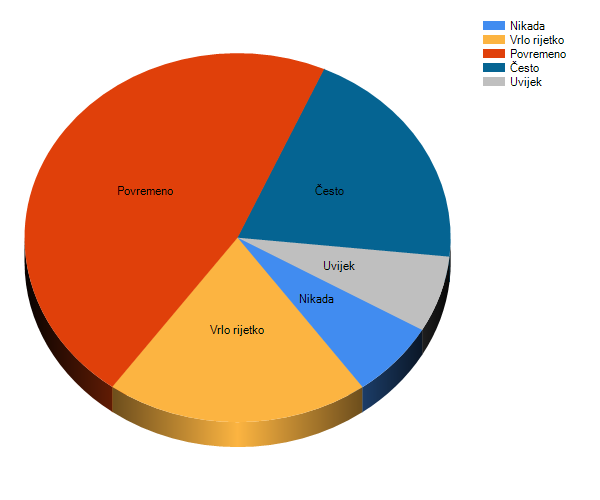 Nikada
Vrlo rijetko
Povremeno
Često
Uvijek
Povremeno
Često
Uvijek
Nikada
Vrlo rijetko